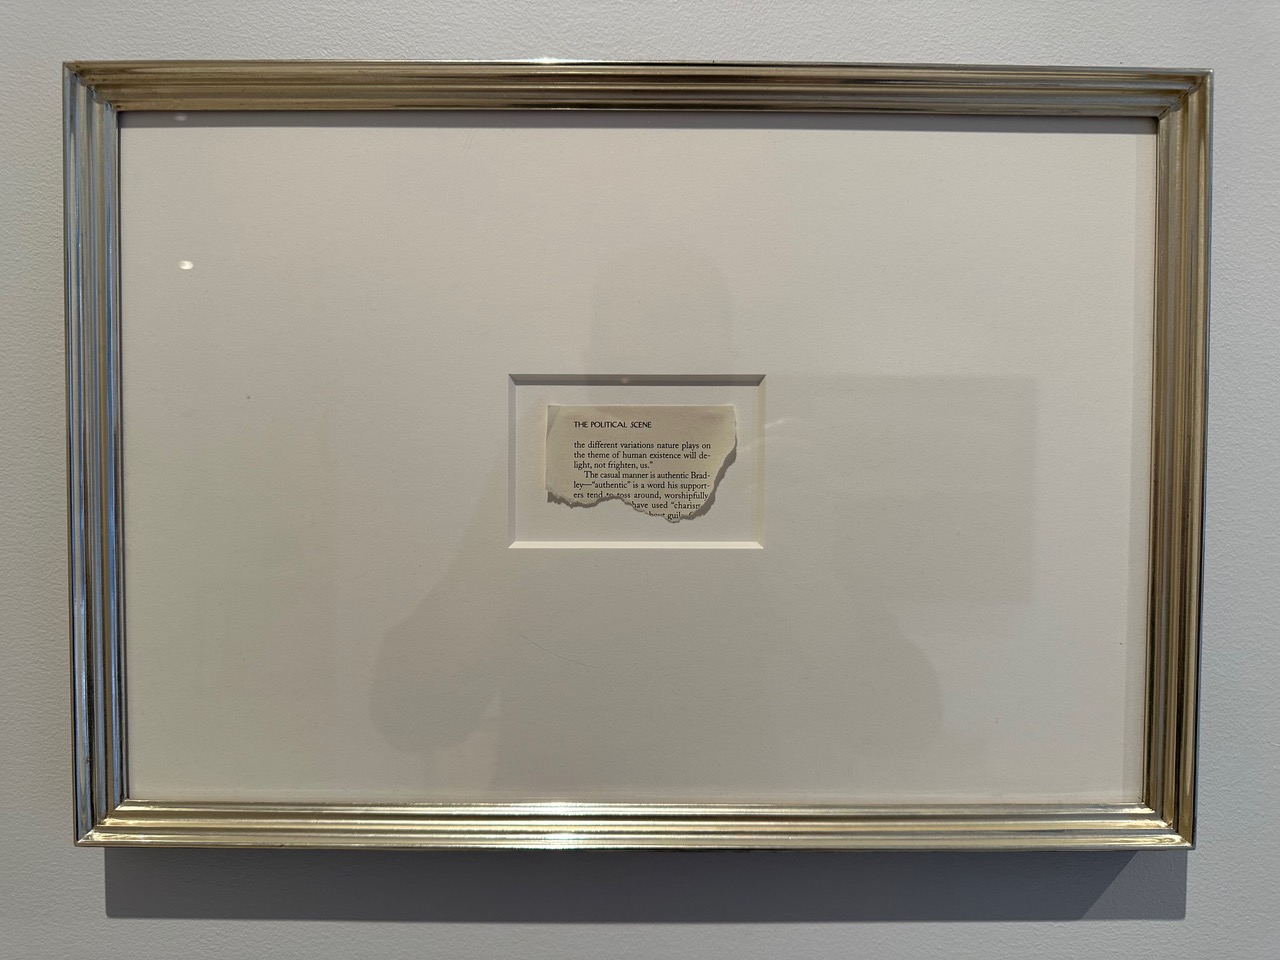 THE POLITICAL SCENE
the different variations nature plays on
the theme of human existence will de-
light, not frighten, us."
The casual manner is authentic Brad-
ley—"authentic" is a word his support-
ers tend to toss around, worshipfully
have used "charism
bout guil